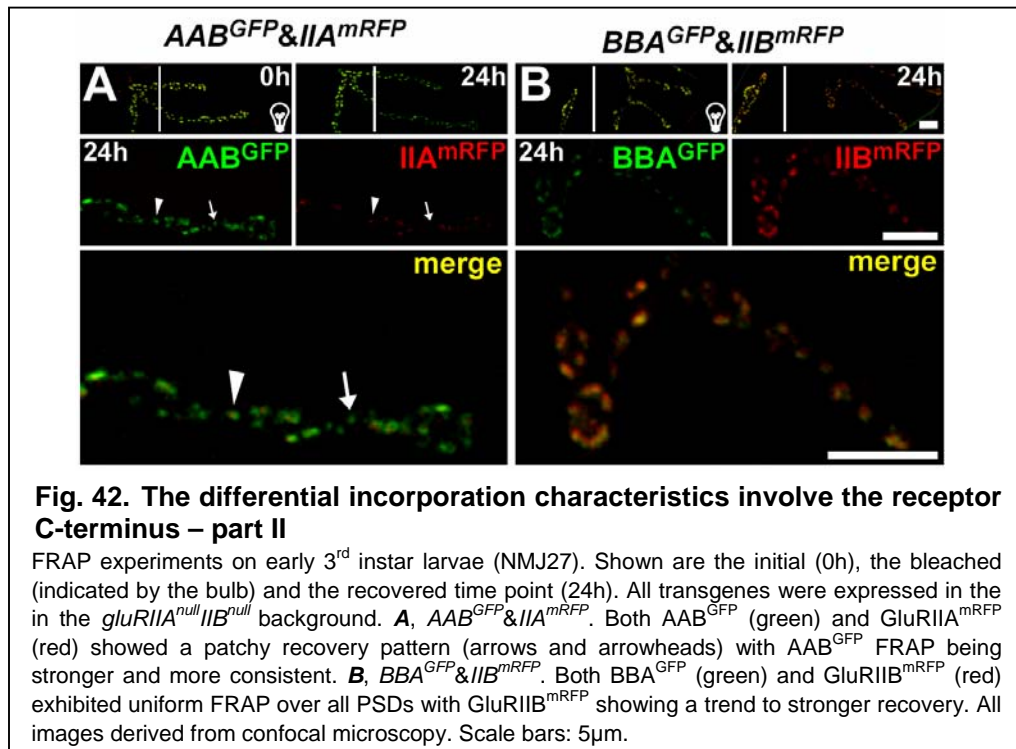 AAB^GFP&IIA^mRFP BBA^GFP&IIB^mRFP
A 0h 24h B 24h
24h AAB^GFP IIA^mRFP 24h BBA^GFP IIB^mRFP
merge merge
Fig. 42. The differential incorporation characteristics involve the receptor
C-terminus – part II
FRAP experiments on early 3^rd instar larvae (NMJ27). Shown are the initial (0h), the bleached
(indicated by the bulb) and the recovered time point (24h). All transgenes were expressed in the
in the gluRIIA^nullIIB^null background. A, AAB^GFP&IIA^mRFP. Both AAB^GFP (green) and GluRIIA^mRFP
(red) showed a patchy recovery pattern (arrows and arrowheads) with AAB^GFP FRAP being
stronger and more consistent. B, BBA^GFP&IIB^mRFP. Both BBA^GFP (green) and GluRIIB^mRFP (red)
exhibited uniform FRAP over all PSDs with GluRIIB^mRFP showing a trend to stronger recovery. All
images derived from confocal microscopy. Scale bars: 5µm.